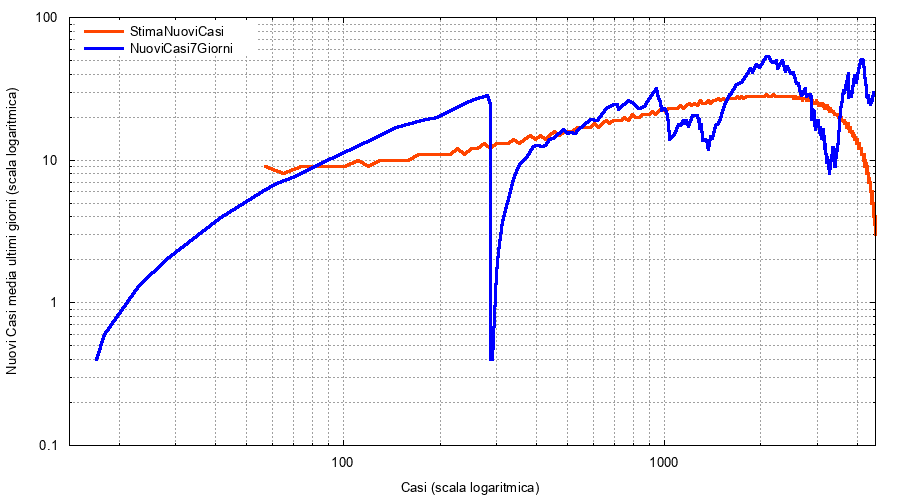 100
StimaNuoviCasi
NuoviCasi7Giorni
10
1
0.1
Nuovi Casi media ultimi giorni (scala logaritmica)
100
1000
Casi (scala logaritmica)